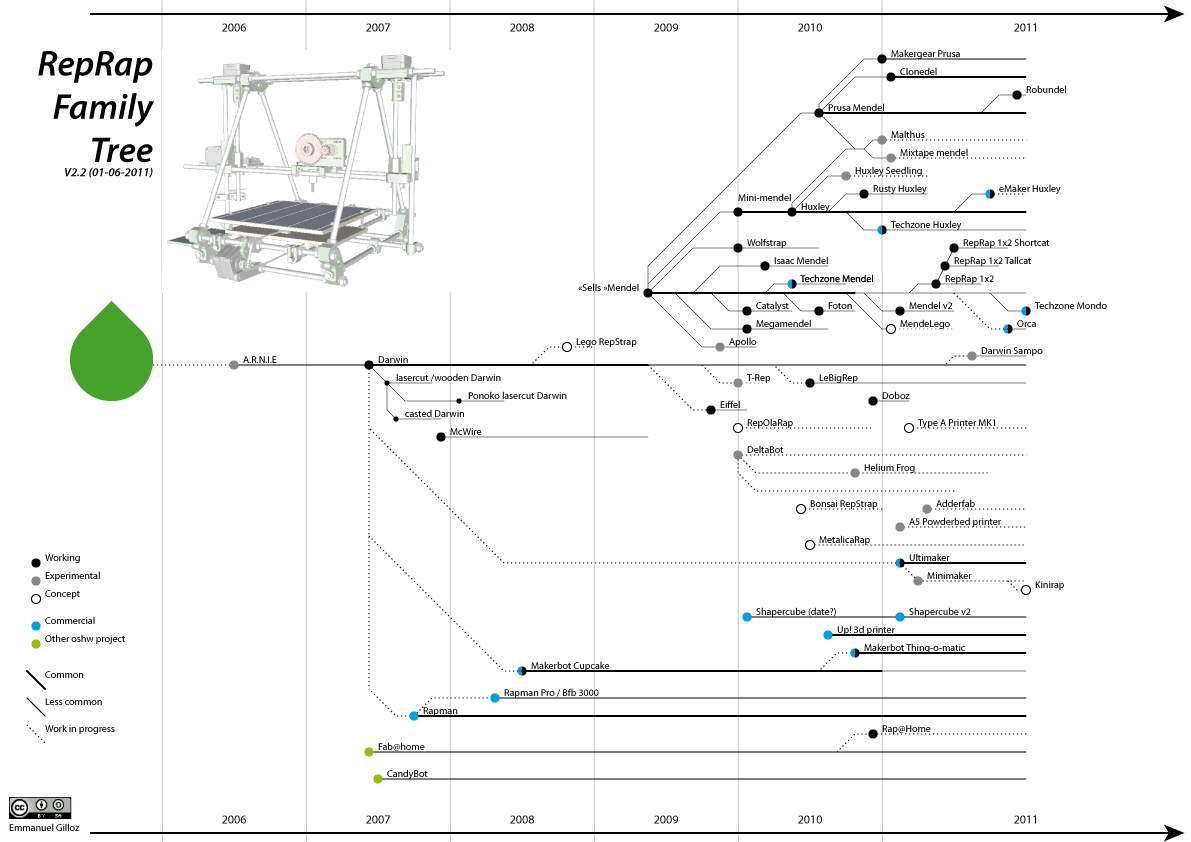 2006 2007 2008 2009 2010 2011
RepRap
Family
Tree
V2.2 (01-06-2011)
Makergear Prusa
Clonedel
Robundel
Prusa Mendel
Malthus
Mixtape mendel
Huxley Seedling
Rusty Huxley
eMaker Huxley
Mini-mendel
Huxley
Techzone Huxley
Wolfstrap
RepRap 1x2 Shortcat
Isaac Mendel
RepRap 1x2 Tallcat
Techzone Mendel
RepRap 1x2
«Sells »Mendel
Catalyst
Foton
Mendel v2
Techzone Mondo
Megamendel
MendeLego
Orca
Lego RepStrap
Apollo
Darwin Sampo
A.R.N.I.E
Darwin
lasercut /wooden Darwin
T-Rep
LeBigRep
Ponoko lasercut Darwin
Doboz
casted Darwin
Eiffel
McWire
RepOlaRap
Type A Printer MK1
DeltaBot
Helium Frog
Bonsai RepStrap
Adderfab
A5 Powderbed printer
MetalicaRap
Ultimaker
Minimaker
Kinirap
Shapercube (date?)
Shapercube v2
Up! 3d printer
Makerbot Thing-o-matic
Makerbot Cupcake
Rapman Pro / Bfb 3000
Rapman
Rap@Home
Fab@home
CandyBot
Working
Experimental
Concept
Commercial
Other oshw project
Common
Less common
Work in progress
CC BY SA
Emmanuel Gilloz
2006 2007 2008 2009 2010 2011